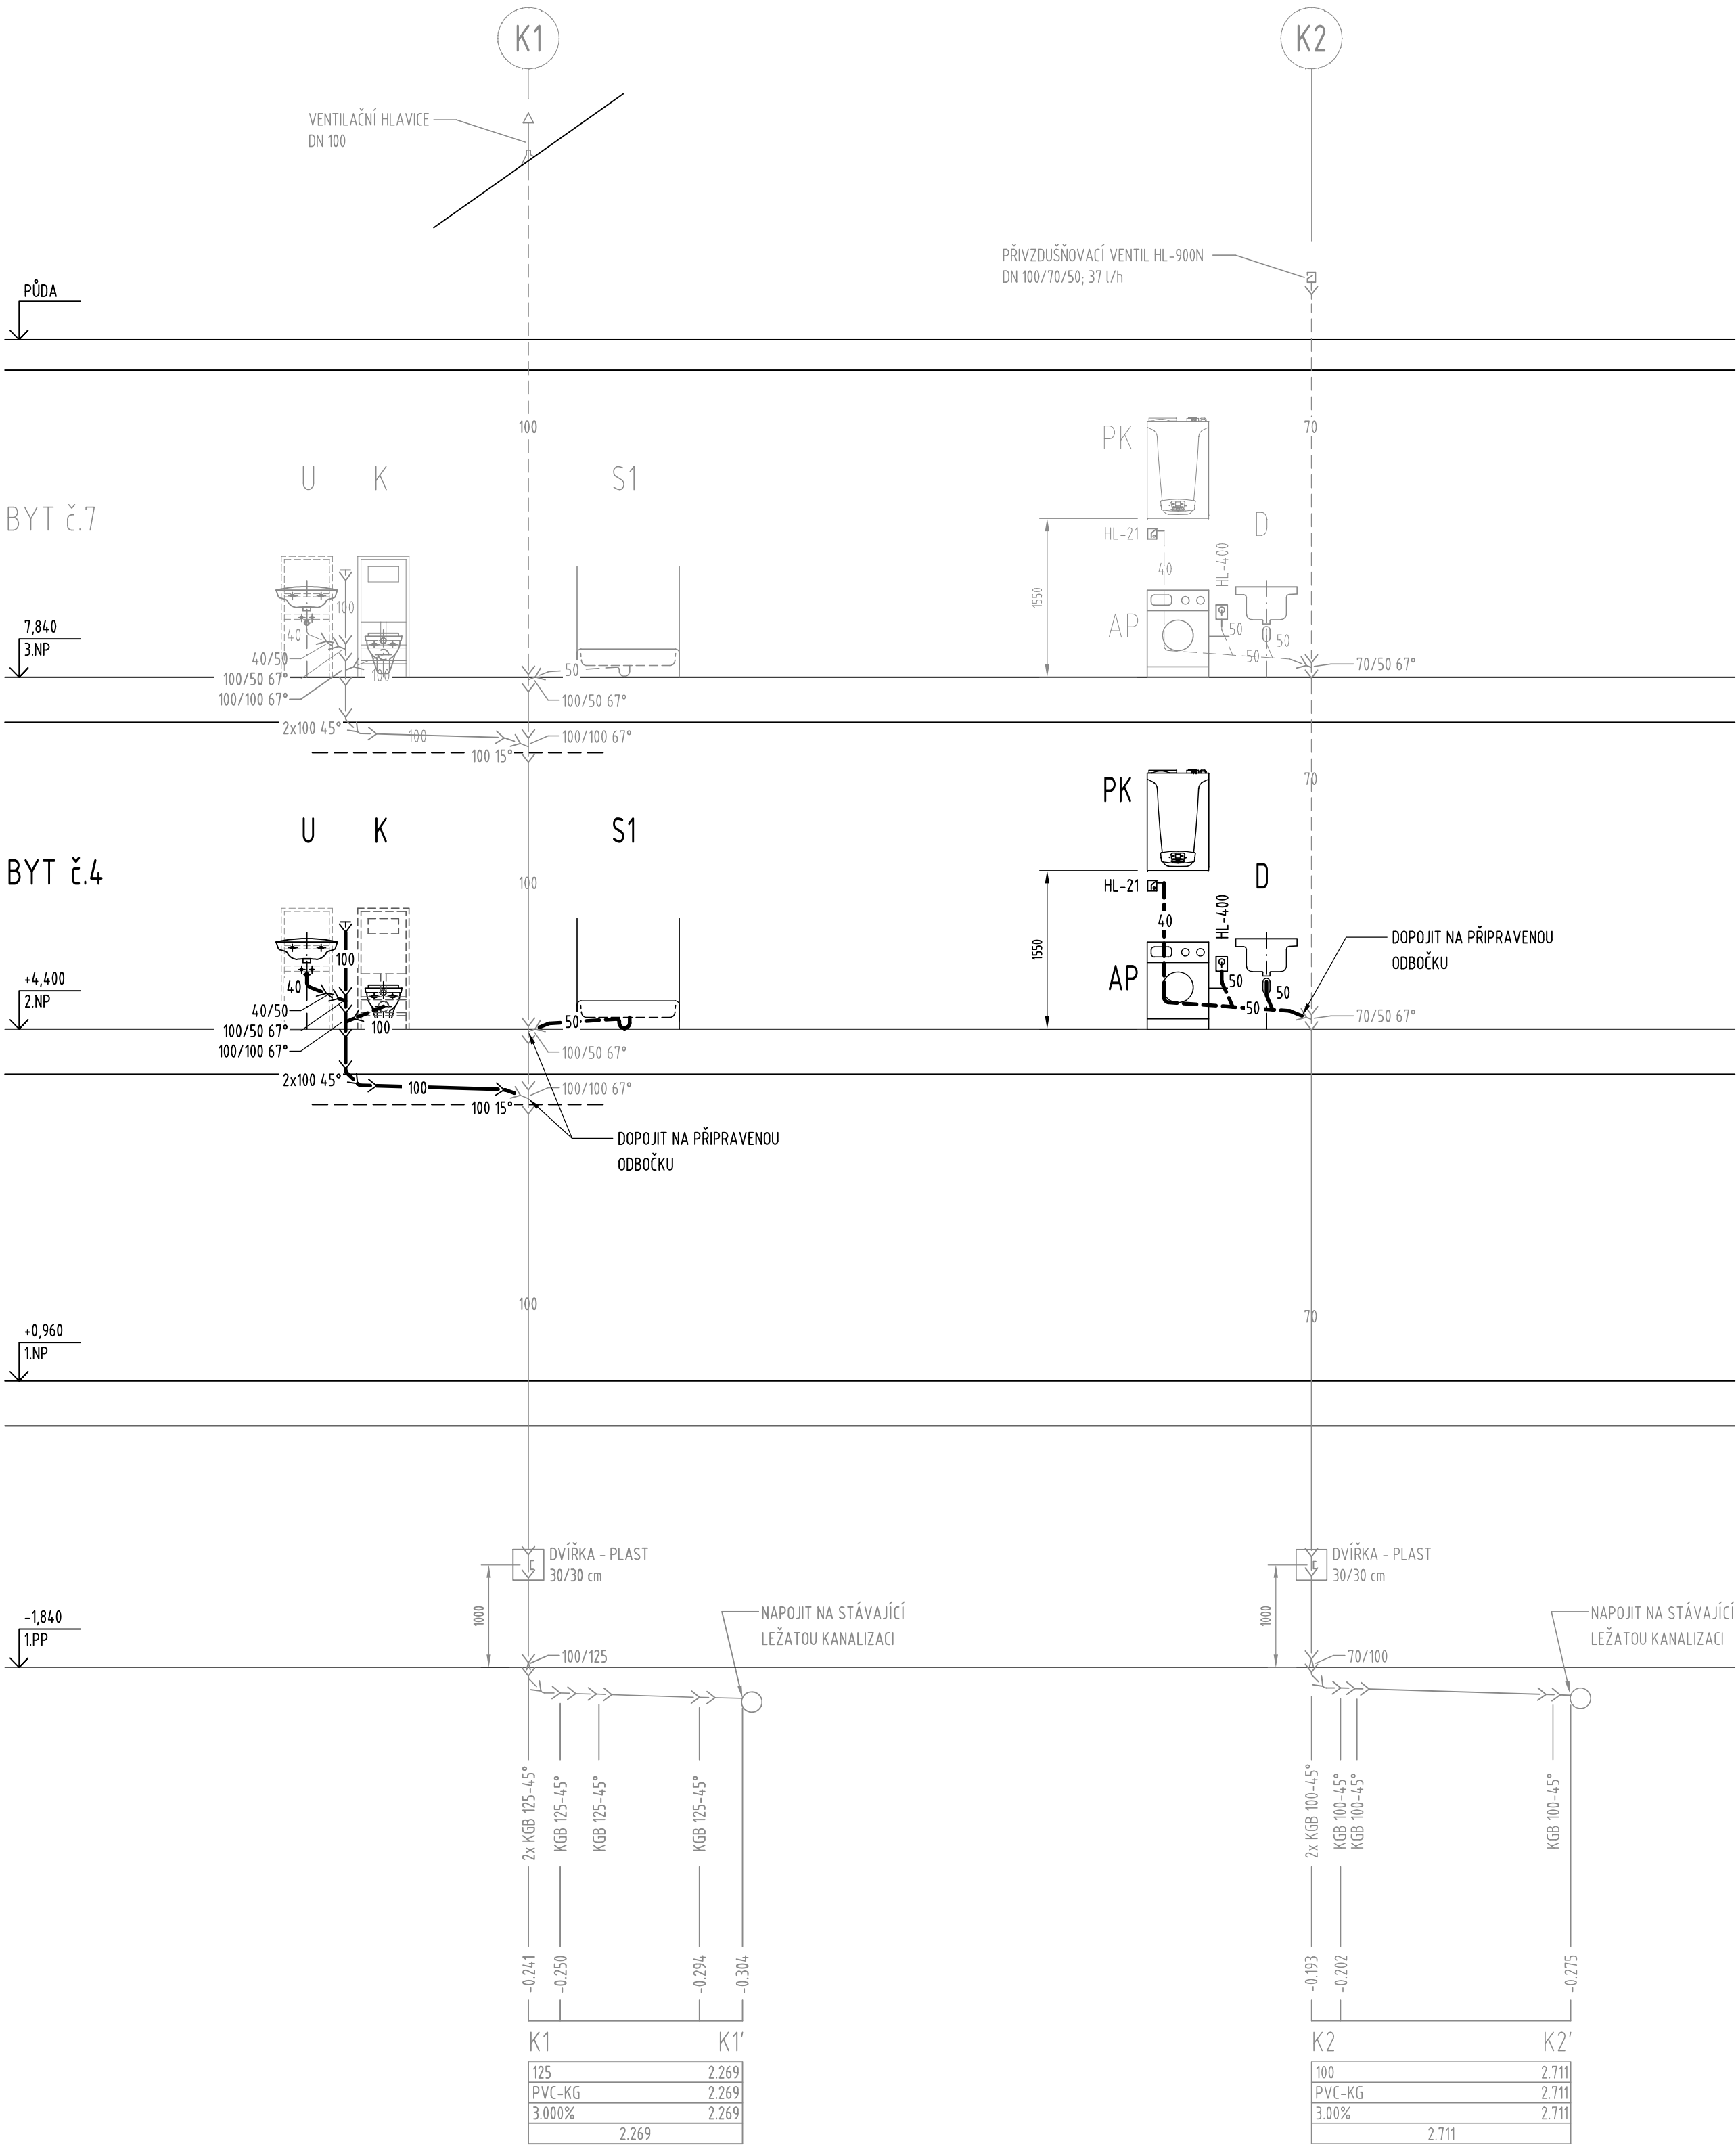 K1
K2
VENTILAČNÍ HLAVICE
DN 100
PŘIVZDUŠŇOVACÍ VENTIL HL-900N
DN 100/70/50; 37 l/h
PŮDA
100
70
PK
U
K
S1
BYT č.7
D
HL-21
HL-400
40
1550
100
AP
7,840
3.NP
40
50
50
40/50
50
50
70/50 67°
100/50 67°
100
100/100 67°
100/50 67°
2x100 45°
100
100/100 67°
100 15°
70
PK
U
K
S1
BYT č.4
100
D
HL-21
HL-400
40
DOPOJIT NA PŘIPRAVENOU
ODBOČKU
1550
100
AP
+4,400
2.NP
40
50
50
40/50
50
50
70/50 67°
100/50 67°
100
100/100 67°
100/50 67°
2x100 45°
100
100/100 67°
100 15°
DOPOJIT NA PŘIPRAVENOU
ODBOČKU
100
70
+0,960
1.NP
DVÍŘKA - PLAST
30/30 cm
DVÍŘKA - PLAST
30/30 cm
1000
1000
-1,840
1.PP
NAPOJIT NA STÁVAJÍCÍ
LEŽATOU KANALIZACI
NAPOJIT NA STÁVAJÍCÍ
LEŽATOU KANALIZACI
100/125
70/100
2x KGB 125-45°
KGB 125-45°
KGB 125-45°
KGB 125-45°
2x KGB 100-45°
KGB 100-45°
KGB 100-45°
KGB 100-45°
-0.241
-0.250
-0.294
-0.304
-0.193
-0.202
-0.275
K1 K1'
125 2.269
PVC-KG 2.269
3.000% 2.269
2.269
K2 K2'
100 2.711
PVC-KG 2.711
3.00% 2.711
2.711